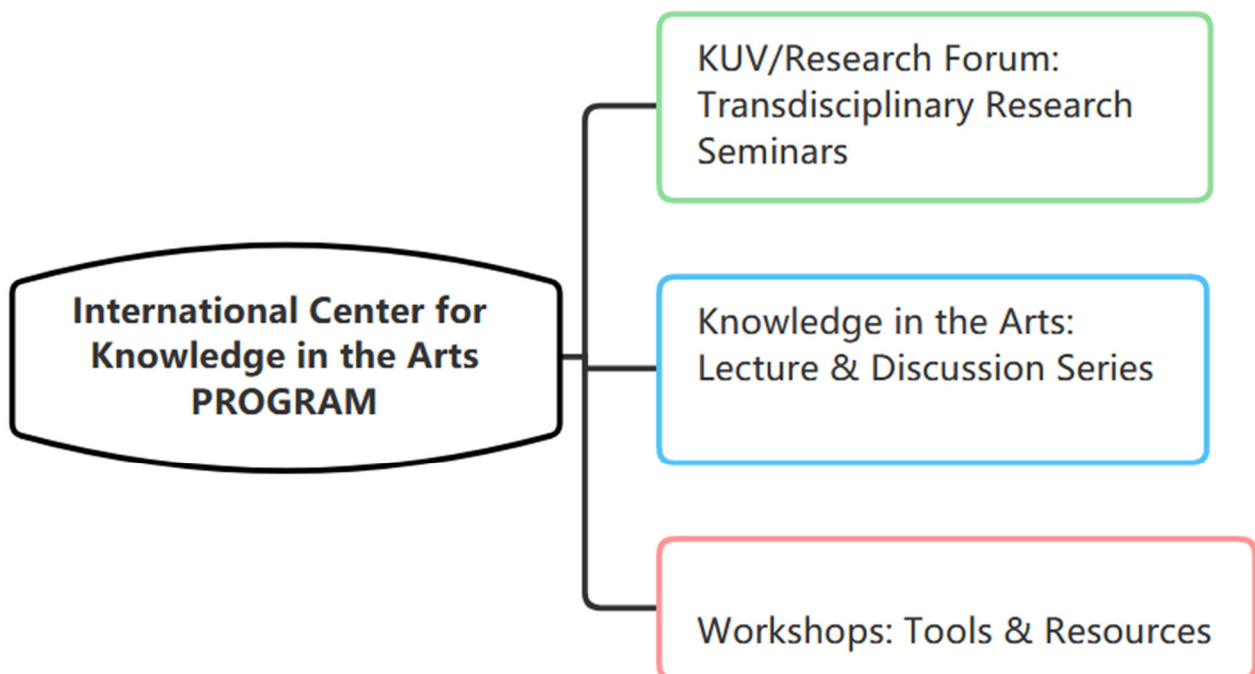 International Center for
Knowledge in the Arts
PROGRAM
KUV/Research Forum:
Transdisciplinary Research
Seminars
Knowledge in the Arts:
Lecture & Discussion Series
Workshops: Tools & Resources